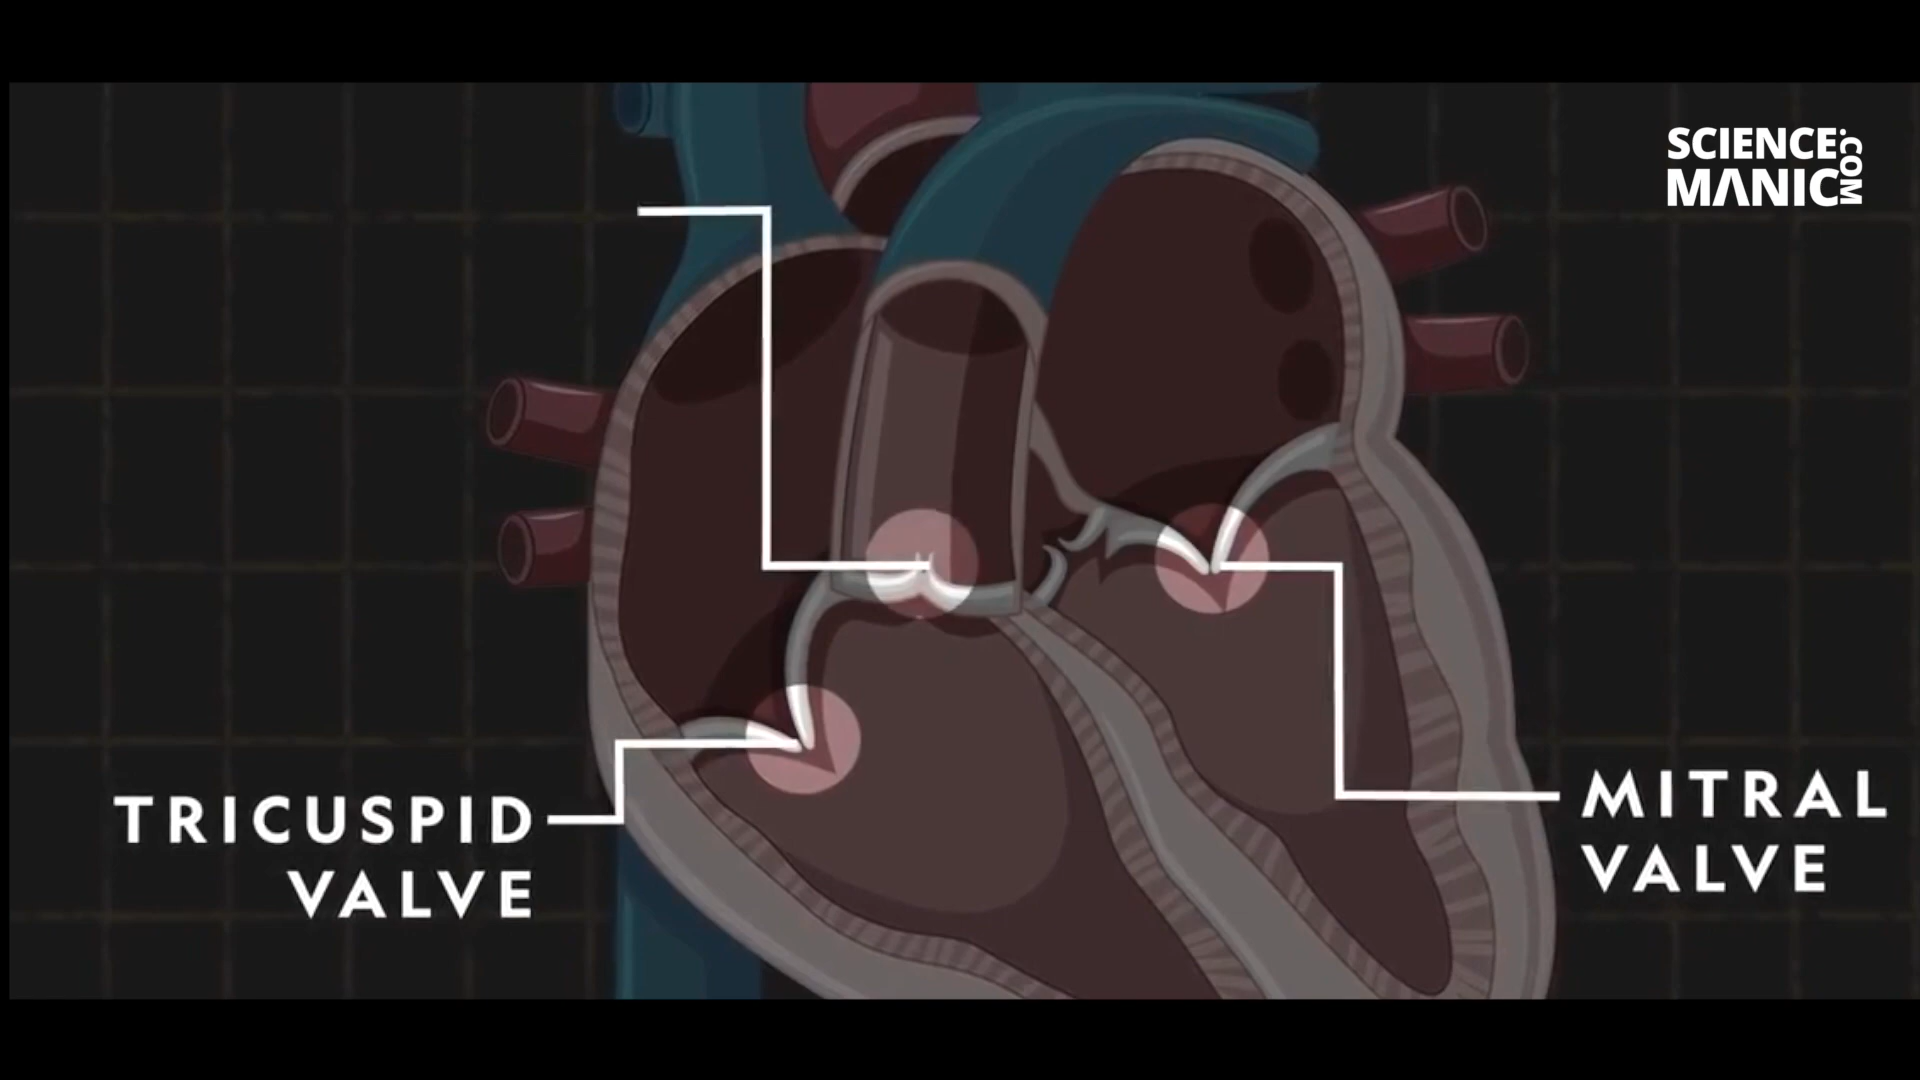 SCIENCE
MANIC
.COM
TRICUSPID
VALVE
MITRAL
VALVE